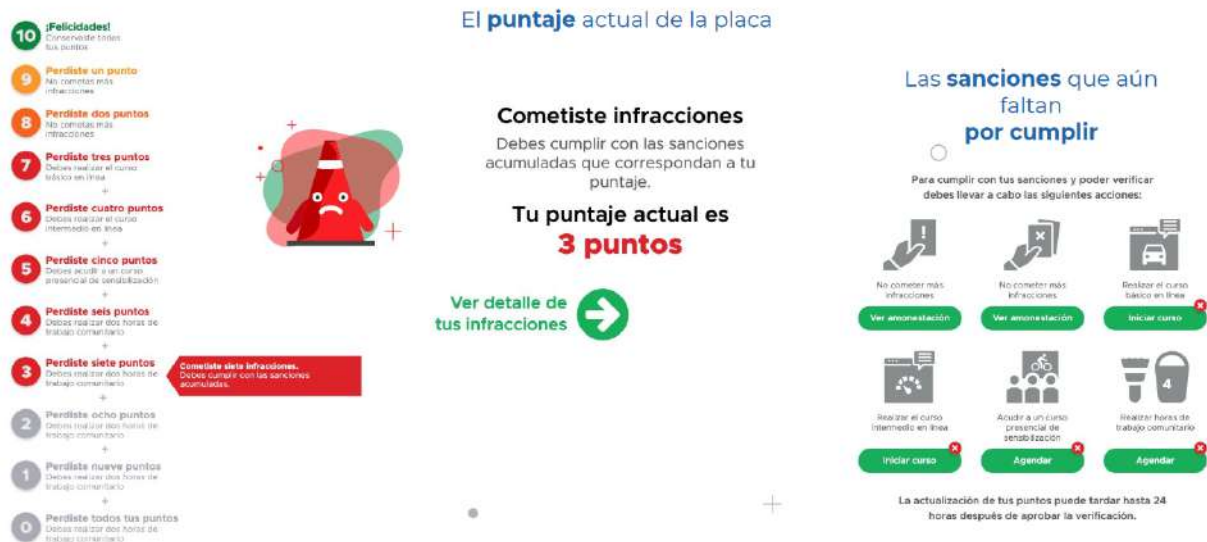 10
¡Felicidades!
Conservaste todos
tus puntos
9
Perdiste un punto
No cometas más
infracciones
8
Perdiste dos puntos
No cometas más
infracciones
7
Perdiste tres puntos
Debes realizar el curso
básico en línea
+
6
Perdiste cuatro puntos
Debes realizar el curso
intermedio en línea
+
5
Perdiste cinco puntos
Debes acudir a un curso
presencial de sensibilización
+
4
Perdiste seis puntos
Debes realizar dos horas de
trabajo comunitario
+
3
Perdiste siete puntos
Debes realizar dos horas de
trabajo comunitario
Cometiste siete infracciones.
Debes cumplir con las sanciones
acumuladas.
+
2
Perdiste ocho puntos
Debes realizar dos horas de
trabajo comunitario
+
1
Perdiste nueve puntos
Debes realizar dos horas de
trabajo comunitario
+
0
Perdiste todos tus puntos
Debes realizar dos horas de
trabajo comunitario
El puntaje actual de la placa
Cometiste infracciones
Debes cumplir con las sanciones
acumuladas que correspondan a tu
puntaje.
Tu puntaje actual es
3 puntos
Ver detalle de
tus infracciones
Las sanciones que aún
faltan
por cumplir
Para cumplir con tus sanciones y poder verificar
debes llevar a cabo las siguientes acciones:
No cometer más
infracciones
Ver amonestación
No cometer más
infracciones
Ver amonestación
Realizar el curso
básico en línea
Iniciar curso
Realizar el curso
intermedio en línea
Iniciar curso
Acudir a un curso
presencial de
sensibilización
Agendar
4
Realizar horas de
trabajo comunitario
Agendar
La actualización de tus puntos puede tardar hasta 24
horas después de aprobar la verificación.